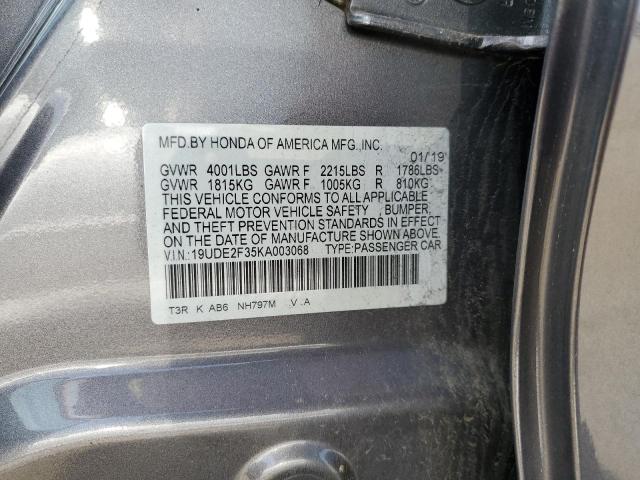 MFD.BY HONDA OF AMERICA MFG.,INC.
01/19
GVWR 4001LBS GAWR F 2215LBS R 1786LBS
GVWR 1815KG GAWR F 1005KG R 810KG
THIS VEHICLE CONFORMS TO ALL APPLICABLE
FEDERAL MOTOR VEHICLE SAFETY , BUMPER,
AND THEFT PREVENTION STANDARDS IN EFFECT
ON THE DATE OF MANUFACTURE SHOWN ABOVE.
V.I.N.:19UDE2F35KA003068 TYPE:PASSENGER CAR
T3R K AB6 NH797M .V .A